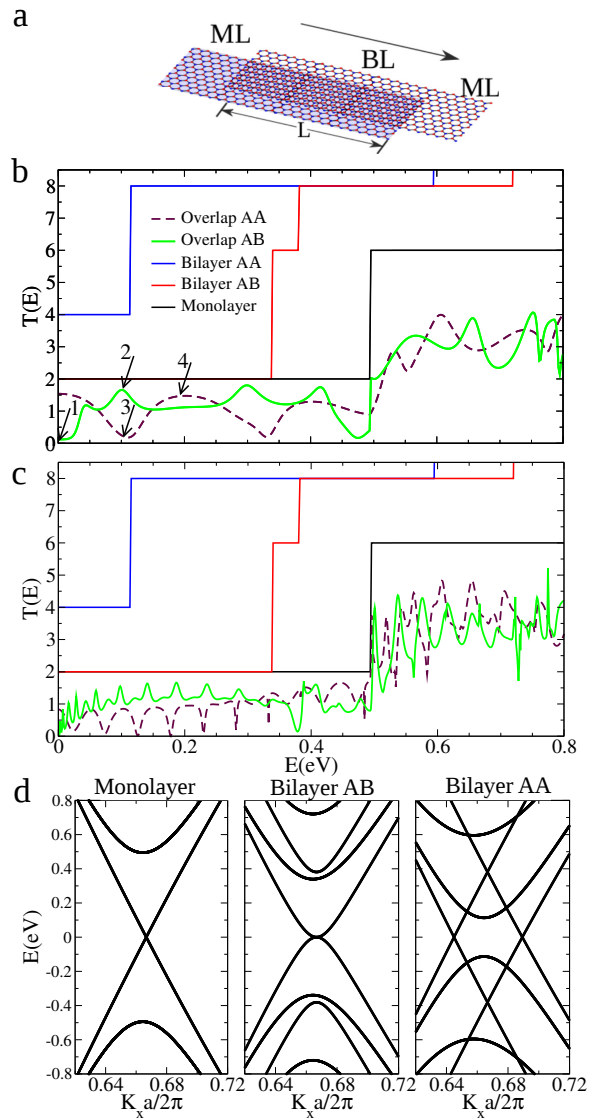 a
ML
BL
ML
L
b
8
7
6
5
4
3
2
1
0
T(E)
Overlap AA
Overlap AB
Bilayer AA
Bilayer AB
Monolayer
1
2
3
4
c
8
7
6
5
4
3
2
1
0
T(E)
0 0.2 0.4 0.6 0.8
E(eV)
d
Monolayer Bilayer AB Bilayer AA
0.8
0.6
0.4
0.2
0
-0.2
-0.4
-0.6
-0.8
E(eV)
0.64 0.68 0.72 0.64 0.68 0.72 0.64 0.68 0.72
Kₓa/2π Kₓa/2π Kₓa/2π